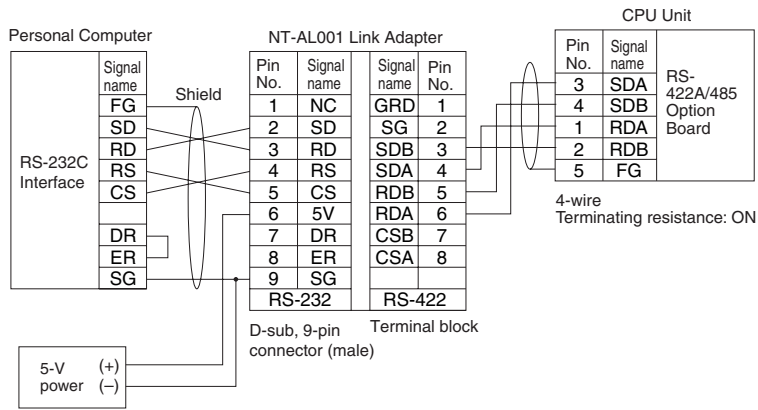 CPU Unit
Personal Computer
NT-AL001 Link Adapter
Pin No. Signal name
3 SDA
4 SDB
1 RDA
2 RDB
5 FG
RS-
422A/485
Option
Board
4-wire
Terminating resistance: ON
Signal name
FG
SD
RD
RS
CS
DR
ER
SG
RS-232C
Interface
Shield
Pin No. Signal name
1 NC
2 SD
3 RD
4 RS
5 CS
6 5V
7 DR
8 ER
9 SG
RS-232
Signal name Pin No.
GRD 1
SG 2
SDB 3
SDA 4
RDB 5
RDA 6
CSB 7
CSA 8
RS-422
D-sub, 9-pin
connector (male)
Terminal block
5-V (+)
power (–)